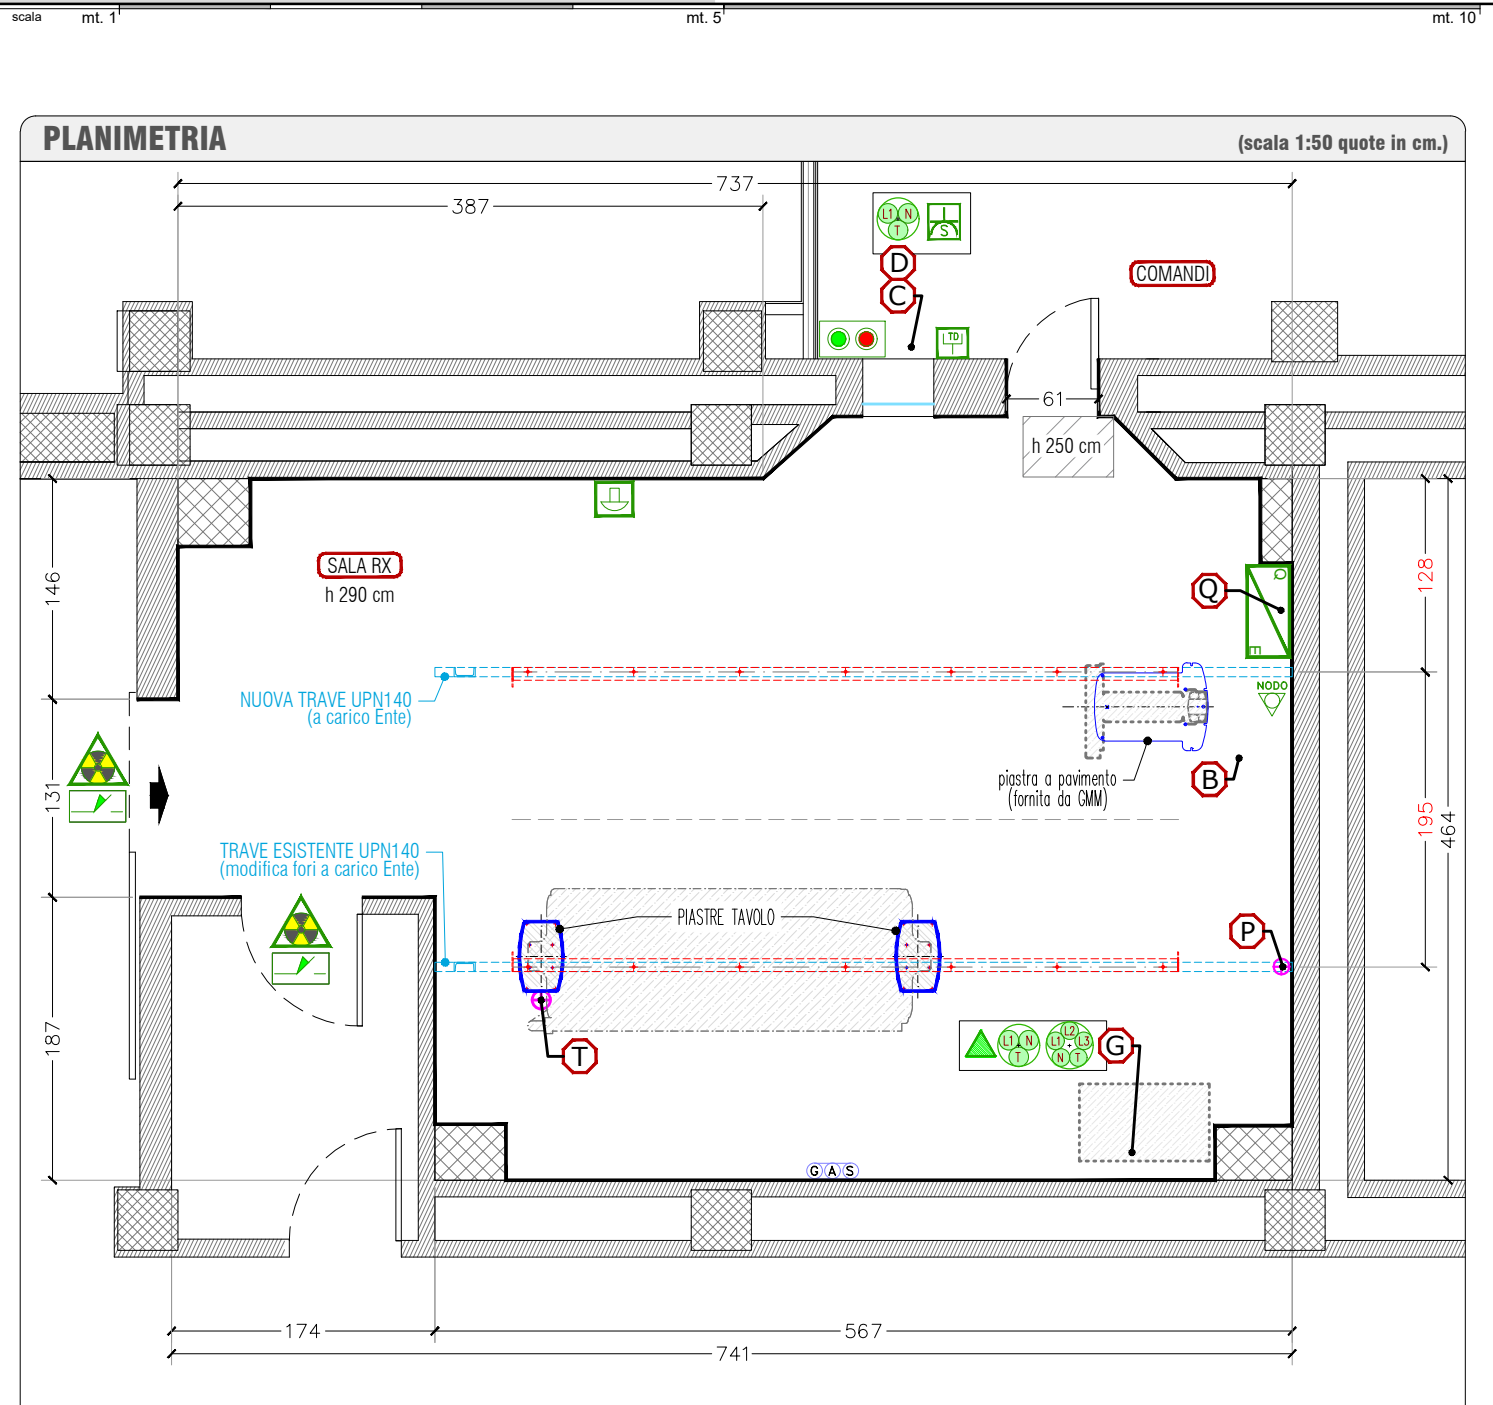 scala
mt. 1
mt. 5
mt. 10
PLANIMETRIA
(scala 1:50 quote in cm.)
737
387
L1 N
T
S
D
C
COMANDI
TD
61
h 250 cm
SALA RX
h 290 cm
146
128
Q
Q
E
NUOVA TRAVE UPN140
(a carico Ente)
NODO
piastra a pavimento
(fornita da GMM)
B
131
195
464
TRAVE ESISTENTE UPN140
(modifica fori a carico Ente)
PIASTRE TAVOLO
P
187
T
L1 N
T
L2
L1 L3
N T
G
GAS
174
567
741